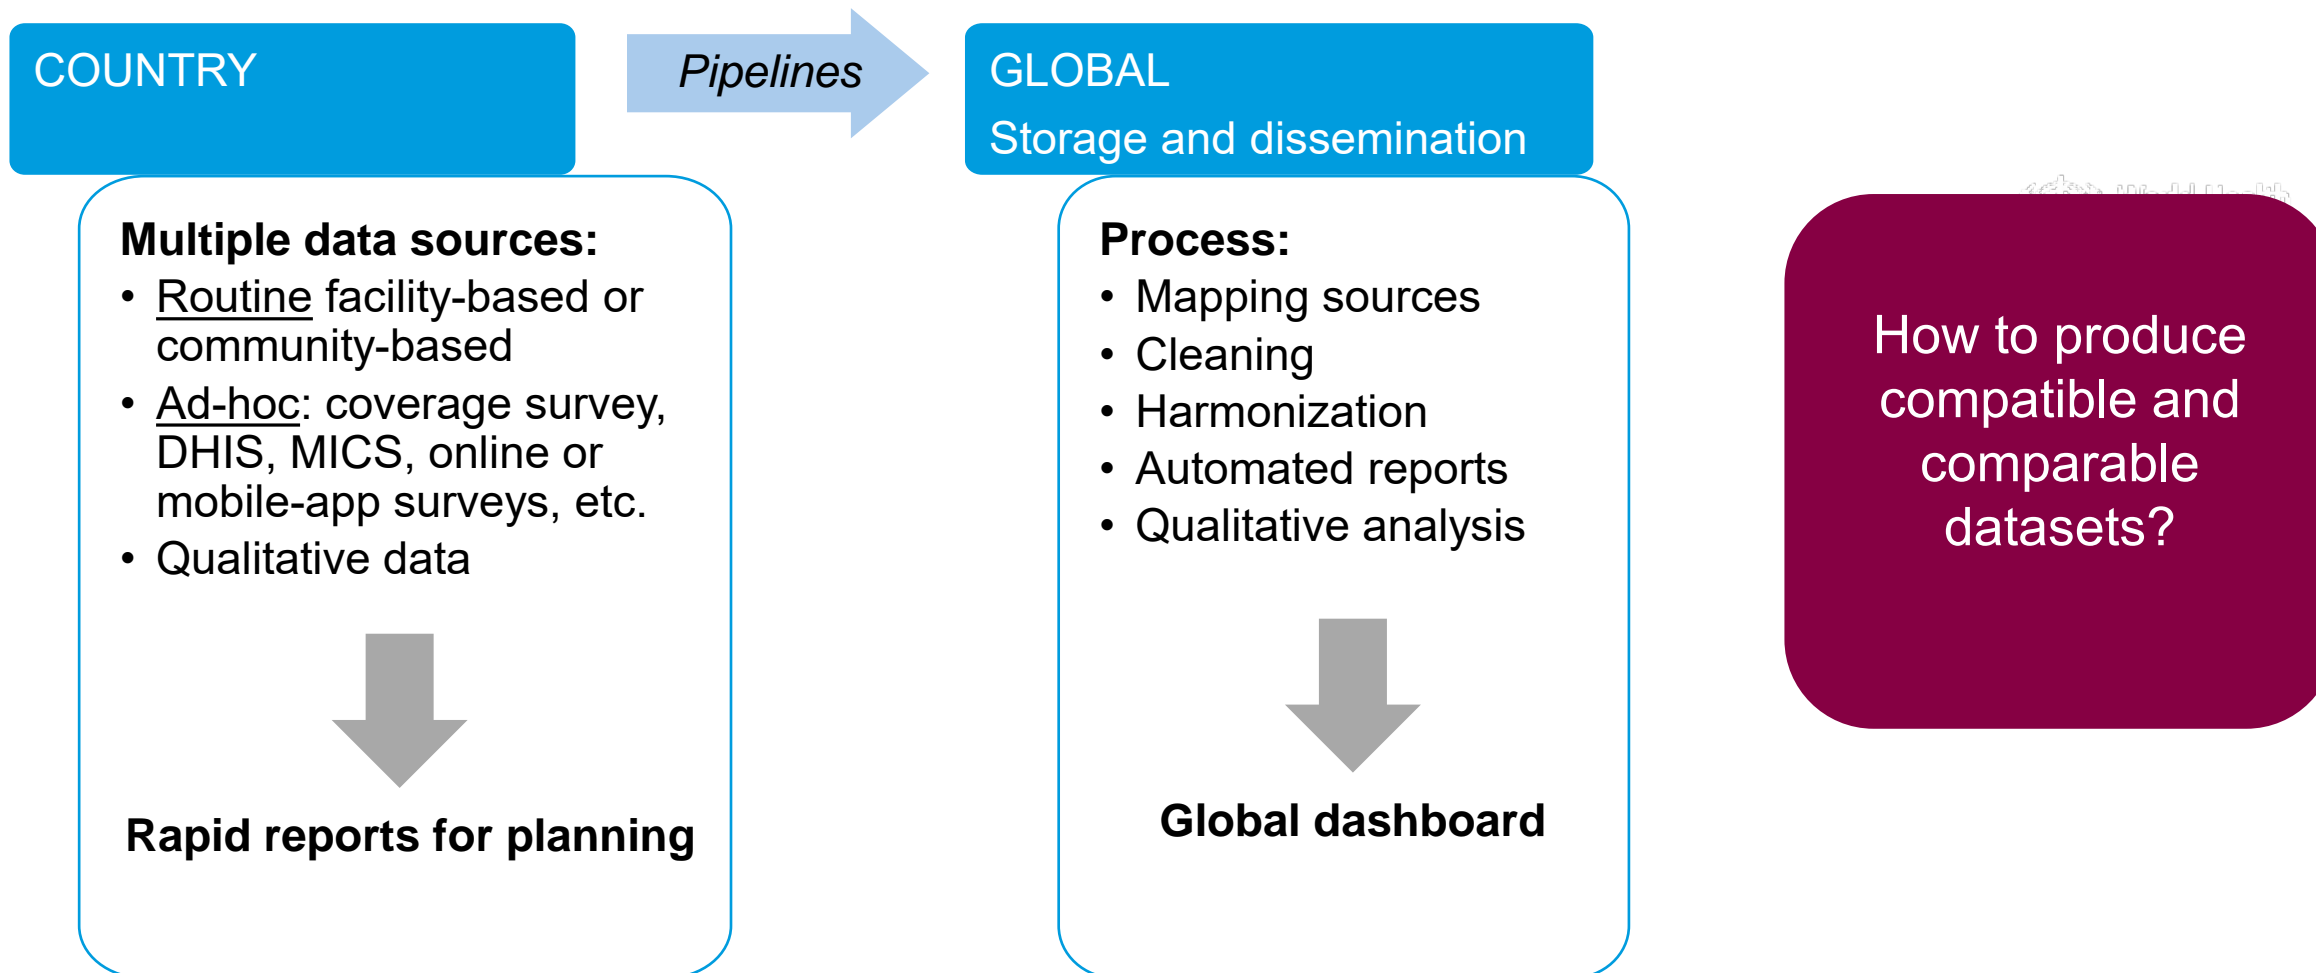 COUNTRY
Pipelines
GLOBAL
Storage and dissemination
Multiple data sources:
• Routine facility-based or
community-based
• Ad-hoc: coverage survey,
DHIS, MICS, online or
mobile-app surveys, etc.
• Qualitative data
Rapid reports for planning
Process:
• Mapping sources
• Cleaning
• Harmonization
• Automated reports
• Qualitative analysis
Global dashboard
World Health
How to produce
compatible and
comparable
datasets?